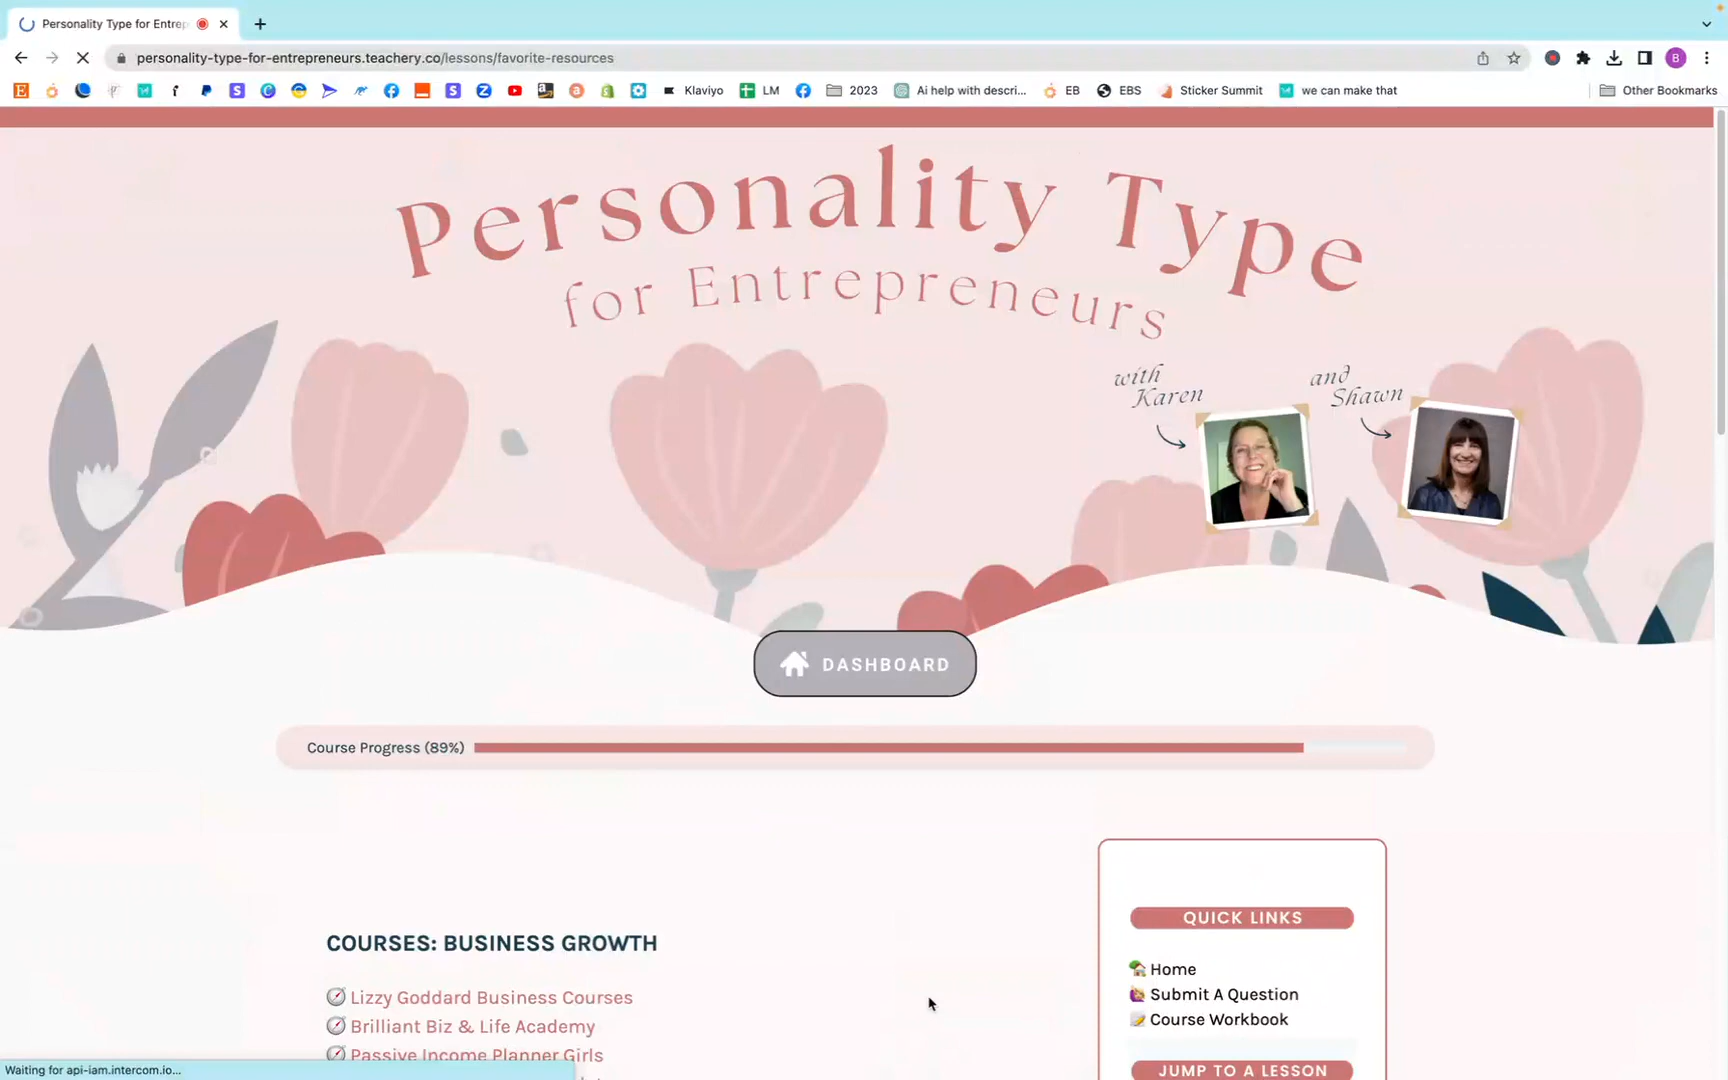 Personality Type for Entrep
personality-type-for-entrepreneurs.teachery.co/lessons/favorite-resources
B
Klaviyo
LM
2023
Ai help with descri...
EB
EBS
Sticker Summit
we can make that
Other Bookmarks
Personality Type
for Entrepreneurs
with
Karen
and
Shawn
DASHBOARD
Course Progress (89%)
COURSES: BUSINESS GROWTH
Lizzy Goddard Business Courses
Brilliant Biz & Life Academy
Passive Income Planner Girls
QUICK LINKS
Home
Submit A Question
Course Workbook
JUMP TO A LESSON
Waiting for api-iam.intercom.io...